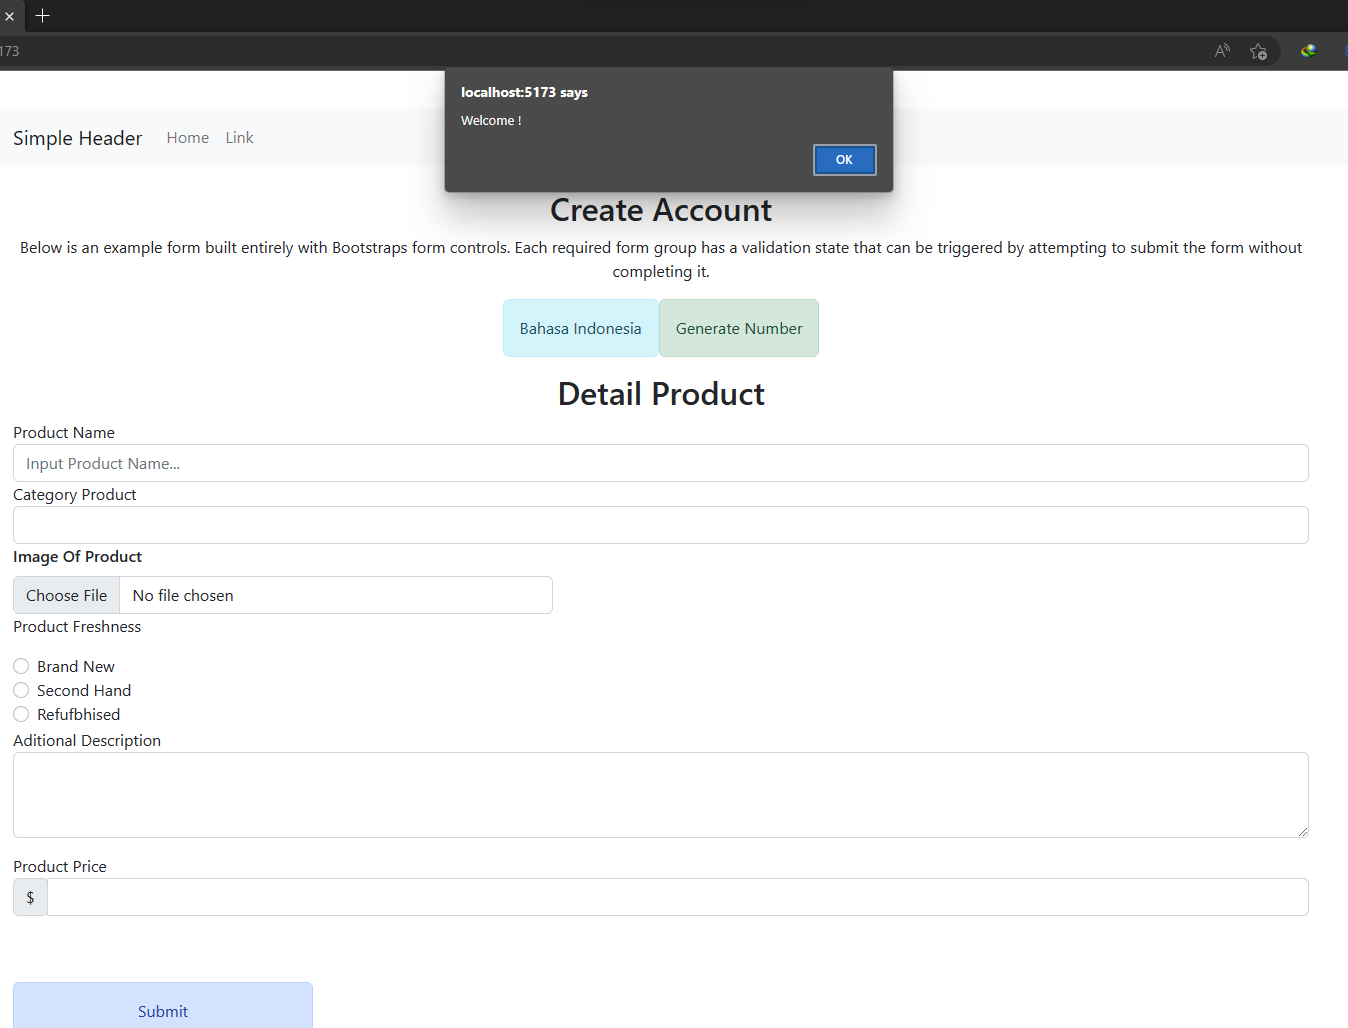 173
localhost:5173 says
Welcome !
OK
Simple Header Home Link
Create Account
Below is an example form built entirely with Bootstraps form controls. Each required form group has a validation state that can be triggered by attempting to submit the form without
completing it.
Bahasa Indonesia Generate Number
Detail Product
Product Name
Input Product Name...
Category Product
Image Of Product
Choose File No file chosen
Product Freshness
Brand New
Second Hand
Refufbhised
Aditional Description
Product Price
$
Submit